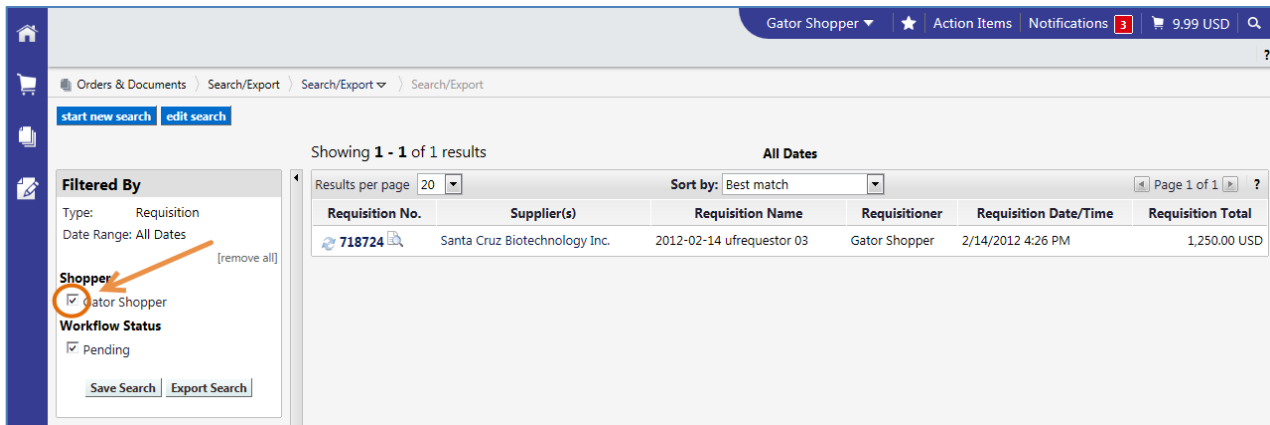 Gator Shopper Action Items Notifications 3 9.99 USD
?
Orders & Documents Search/Export Search/Export Search/Export
start new search edit search
Showing 1 - 1 of 1 results All Dates
Filtered By
Type: Requisition
Date Range: All Dates
[remove all]
Shopper
Gator Shopper
Workflow Status
Pending
Save Search Export Search
Results per page 20 Sort by: Best match Page 1 of 1 ?
Requisition No. Supplier(s) Requisition Name Requisitioner Requisition Date/Time Requisition Total
718724 Santa Cruz Biotechnology Inc. 2012-02-14 ufrequestor 03 Gator Shopper 2/14/2012 4:26 PM 1,250.00 USD